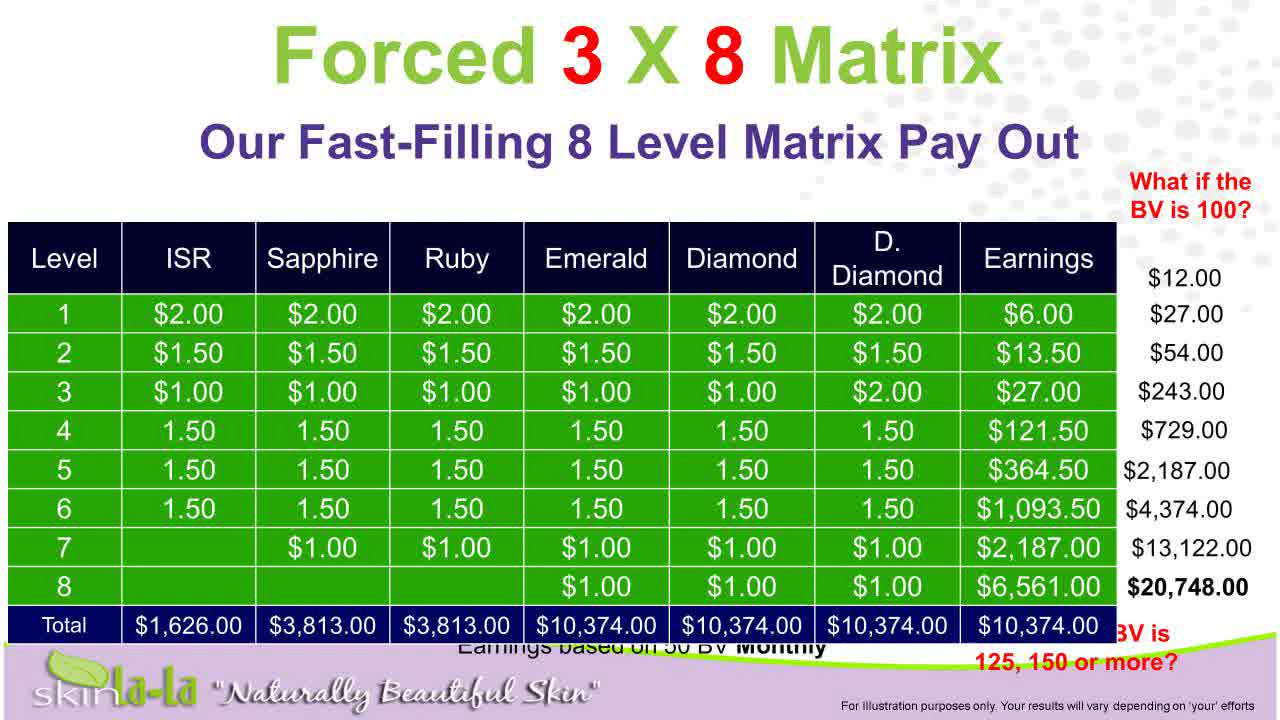 Forced 3 X 8 Matrix
Our Fast-Filling 8 Level Matrix Pay Out
What if the
BV is 100?
Level ISR Sapphire Ruby Emerald Diamond D. Diamond Earnings
$12.00
1 $2.00 $2.00 $2.00 $2.00 $2.00 $2.00 $6.00 $27.00
2 $1.50 $1.50 $1.50 $1.50 $1.50 $1.50 $13.50 $54.00
3 $1.00 $1.00 $1.00 $1.00 $1.00 $2.00 $27.00 $243.00
4 1.50 1.50 1.50 1.50 1.50 1.50 $121.50 $729.00
5 1.50 1.50 1.50 1.50 1.50 1.50 $364.50 $2,187.00
6 1.50 1.50 1.50 1.50 1.50 1.50 $1,093.50 $4,374.00
7 $1.00 $1.00 $1.00 $1.00 $1.00 $2,187.00 $13,122.00
8 $1.00 $1.00 $1.00 $6,561.00 $20,748.00
Total $1,626.00 $3,813.00 $3,813.00 $10,374.00 $10,374.00 $10,374.00 $10,374.00
BV is
125, 150 or more?
Earnings based on 50 BV Monthly
skinla-la "Naturally Beautiful Skin"
For Illustration purposes only. Your results will vary depending on 'your' efforts